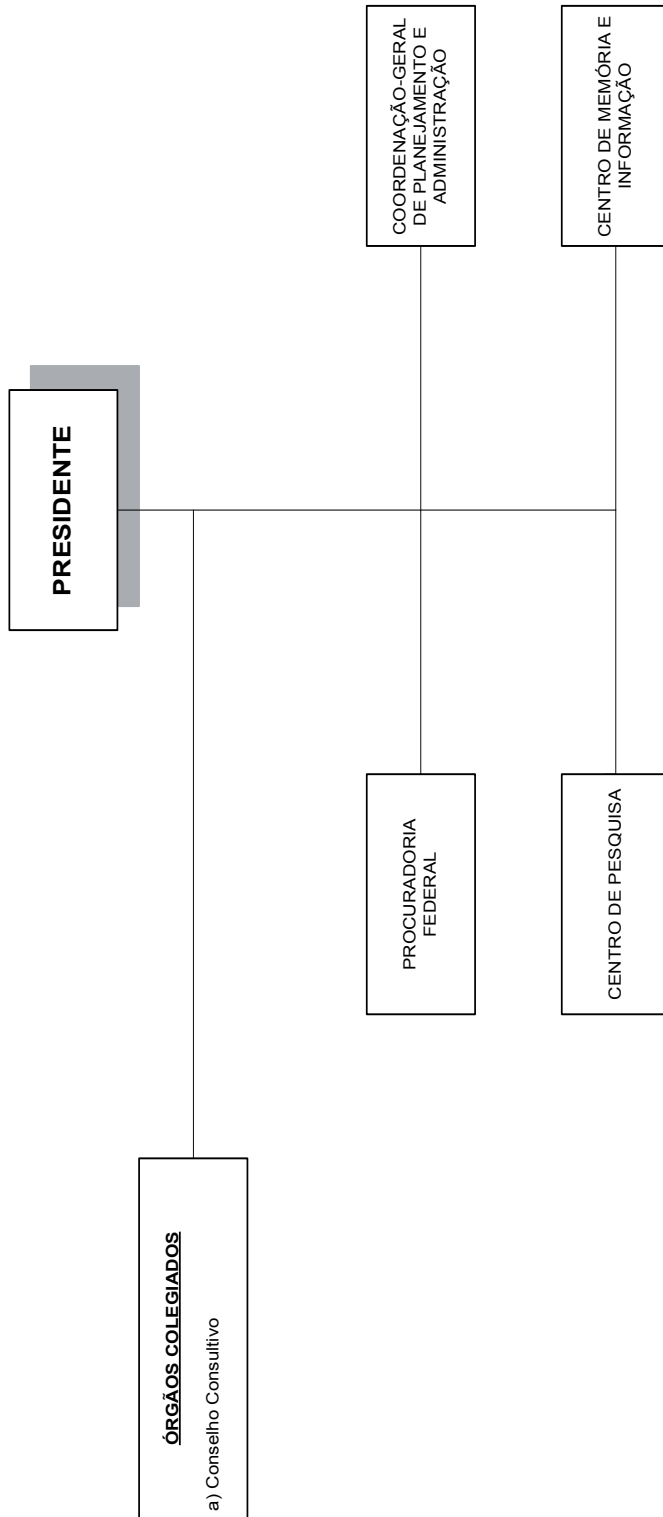 PRESIDENTE
ÓRGÃOS COLEGIADOS
a) Conselho Consultivo
PROCURADORIA
FEDERAL
COORDENAÇÃO-GERAL
DE PLANEJAMENTO E
ADMINISTRAÇÃO
CENTRO DE PESQUISA
CENTRO DE MEMÓRIA E
INFORMAÇÃO